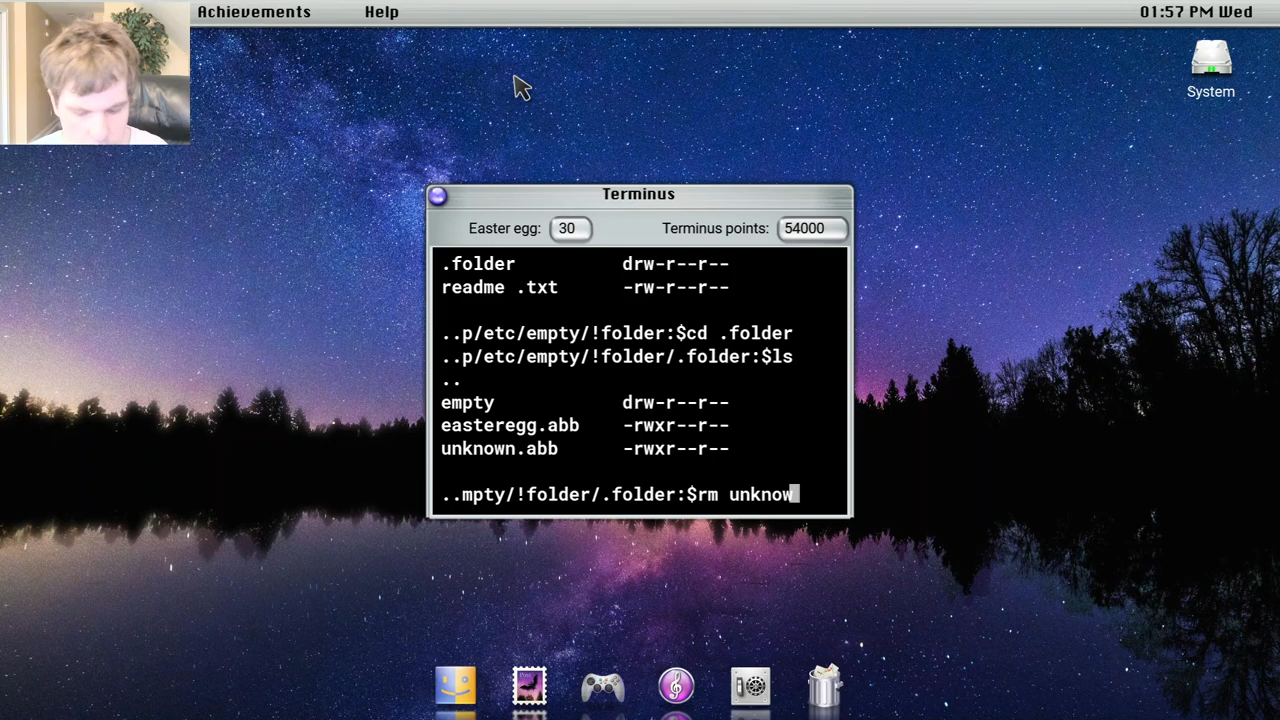 Achievements Help 01:57 PM Wed
System
Terminus
Easter egg: 30 Terminus points: 54000
.folder drw-r--r--
readme .txt -rw-r--r--
..p/etc/empty/!folder:$cd .folder
..p/etc/empty/!folder/.folder:$ls
..
empty drw-r--r--
easteregg.abb -rwxr--r--
unknown.abb -rwxr--r--
..mpty/!folder/.folder:$rm unknow